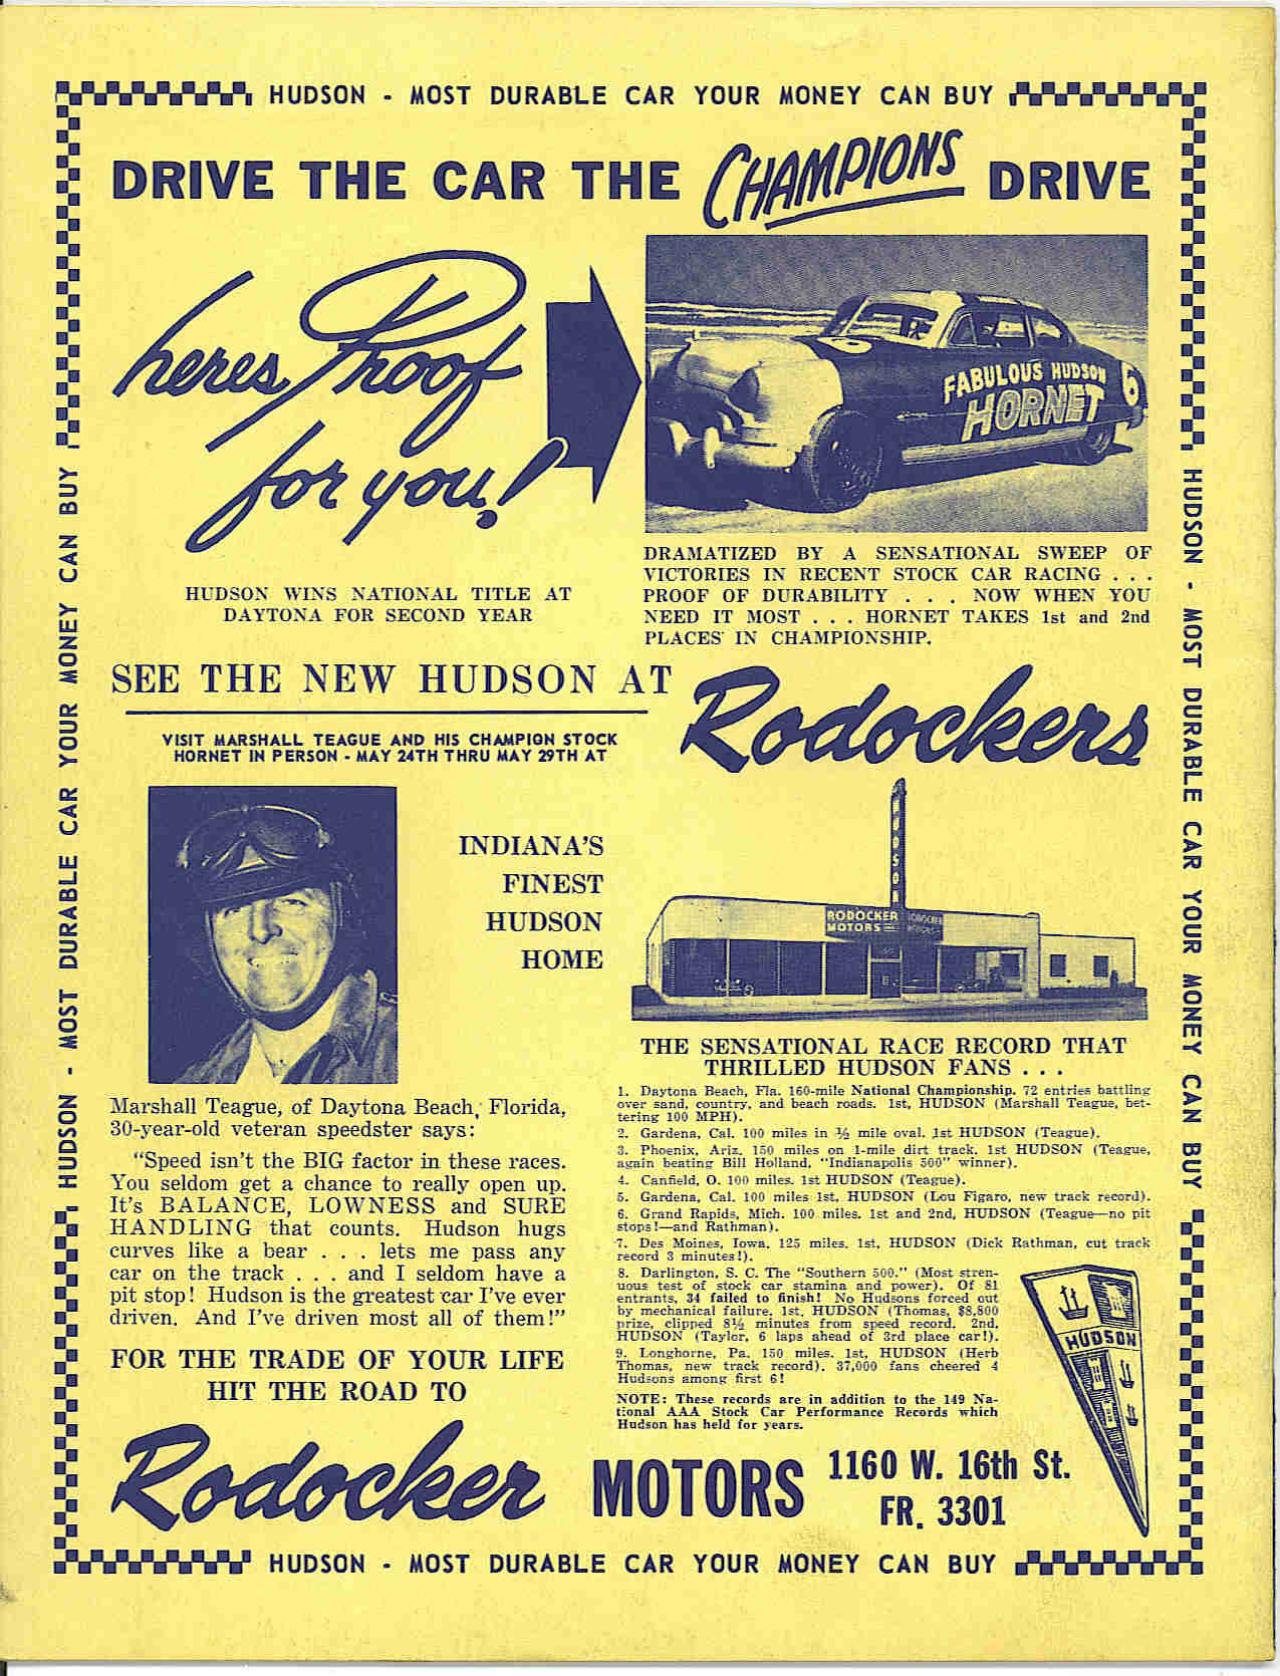 HUDSON - MOST DURABLE CAR YOUR MONEY CAN BUY
DRIVE THE CAR THE CHAMPIONS DRIVE
heres Proof
for you!
FABULOUS HUDSON
HORNET
6
HUDSON WINS NATIONAL TITLE AT
DAYTONA FOR SECOND YEAR
DRAMATIZED BY A SENSATIONAL SWEEP OF
VICTORIES IN RECENT STOCK CAR RACING . . .
PROOF OF DURABILITY . . . NOW WHEN YOU
NEED IT MOST . . . HORNET TAKES 1st and 2nd
PLACES IN CHAMPIONSHIP.
SEE THE NEW HUDSON AT
Rodockers
VISIT MARSHALL TEAGUE AND HIS CHAMPION STOCK
HORNET IN PERSON - MAY 24TH THRU MAY 29TH AT
INDIANA'S
FINEST
HUDSON
HOME
HUDSON
RODOCKER
MOTORS
RODOCKER
MOTORS
Marshall Teague, of Daytona Beach, Florida,
30-year-old veteran speedster says:
"Speed isn't the BIG factor in these races.
You seldom get a chance to really open up.
It's BALANCE, LOWNESS and SURE
HANDLING that counts. Hudson hugs
curves like a bear . . . lets me pass any
car on the track . . . and I seldom have a
pit stop! Hudson is the greatest car I've ever
driven. And I've driven most all of them!"
FOR THE TRADE OF YOUR LIFE
HIT THE ROAD TO
THE SENSATIONAL RACE RECORD THAT
THRILLED HUDSON FANS . . .
1. Daytona Beach, Fla. 160-mile National Championship. 72 entries battling
over sand, country, and beach roads. 1st, HUDSON (Marshall Teague, bet-
tering 100 MPH).
2. Gardena, Cal. 100 miles in ½ mile oval. 1st HUDSON (Teague).
3. Phoenix, Ariz. 150 miles on 1-mile dirt track. 1st HUDSON (Teague,
again beating Bill Holland, "Indianapolis 500" winner).
4. Canfield, O. 100 miles. 1st HUDSON (Teague).
5. Gardena, Cal. 100 miles 1st, HUDSON (Lou Figaro, new track record).
6. Grand Rapids, Mich. 100 miles. 1st and 2nd, HUDSON (Teague—no pit
stops!—and Rathman).
7. Des Moines, Iowa. 125 miles. 1st, HUDSON (Dick Rathman, cut track
record 3 minutes!).
8. Darlington, S. C. The "Southern 500." (Most stren-
uous test of stock car stamina and power). Of 81
entrants, 34 failed to finish! No Hudsons forced out
by mechanical failure. 1st, HUDSON (Thomas, $8,800
prize, clipped 8½ minutes from speed record. 2nd,
HUDSON (Taylor, 6 laps ahead of 3rd place car!).
9. Longhorne, Pa. 150 miles. 1st, HUDSON (Herb
Thomas, new track record). 37,000 fans cheered 4
Hudsons among first 6!
NOTE: These records are in addition to the 149 Na-
tional AAA Stock Car Performance Records which
Hudson has held for years.
HUDSON
Rodocker MOTORS
1160 W. 16th St.
FR. 3301
HUDSON - MOST DURABLE CAR YOUR MONEY CAN BUY
HUDSON - MOST DURABLE CAR YOUR MONEY CAN BUY
HUDSON - MOST DURABLE CAR YOUR MONEY CAN BUY